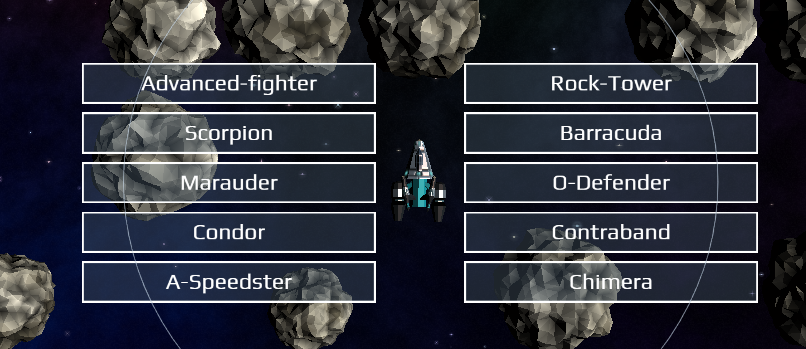 Advanced-fighter
Scorpion
Marauder
Condor
A-Speedster
Rock-Tower
Barracuda
O-Defender
Contraband
Chimera